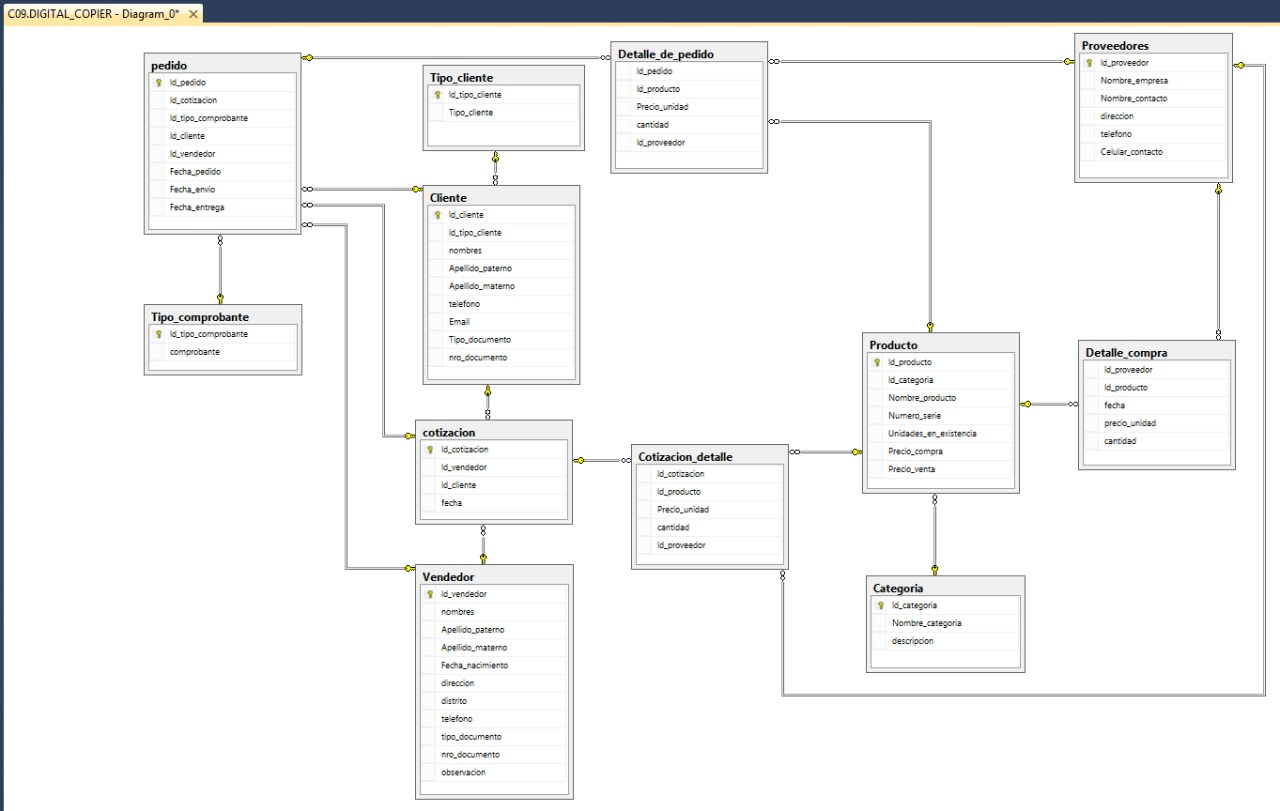 C09.DIGITAL_COPIER - Diagram_0*
pedido
Id_pedido
Id_cotizacion
Id_tipo_comprobante
Id_cliente
Id_vendedor
Fecha_pedido
Fecha_envio
Fecha_entrega
Tipo_cliente
Id_tipo_cliente
Tipo_cliente
Detalle_de_pedido
Id_pedido
Id_producto
Precio_unidad
cantidad
Id_proveedor
Proveedores
Id_proveedor
Nombre_empresa
Nombre_contacto
direccion
telefono
Celular_contacto
Cliente
Id_cliente
Id_tipo_cliente
nombres
Apellido_paterno
Apellido_materno
telefono
Email
Tipo_documento
nro_documento
Tipo_comprobante
Id_tipo_comprobante
comprobante
Producto
Id_producto
Id_categoria
Nombre_producto
Numero_serie
Unidades_en_existencia
Precio_compra
Precio_venta
Detalle_compra
Id_proveedor
Id_producto
fecha
precio_unidad
cantidad
cotizacion
Id_cotizacion
Id_vendedor
Id_cliente
fecha
Cotizacion_detalle
Id_cotizacion
Id_producto
Precio_unidad
cantidad
Id_proveedor
Vendedor
Id_vendedor
nombres
Apellido_paterno
Apellido_materno
Fecha_nacimiento
direccion
distrito
telefono
tipo_documento
nro_documento
observacion
Categoria
Id_categoria
Nombre_categoria
descripcion